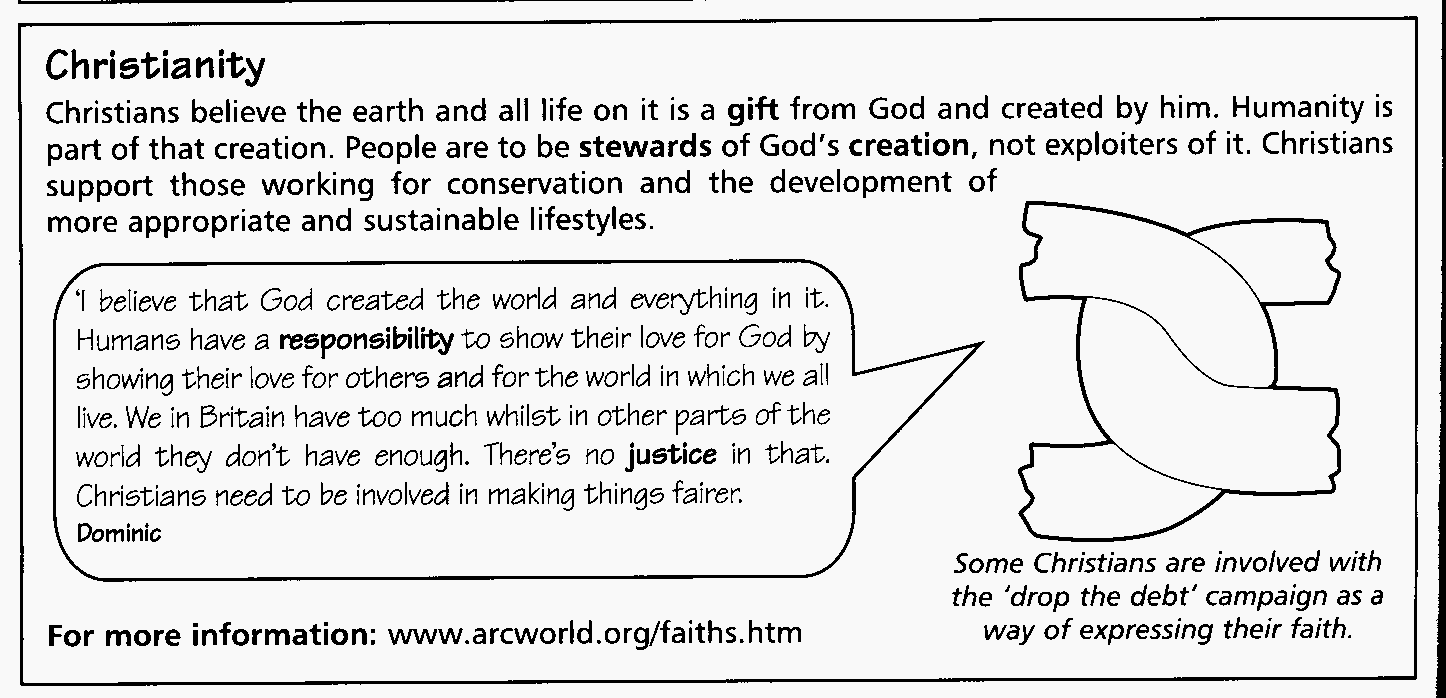 Christianity
Christians believe the earth and all life on it is a gift from God and created by him. Humanity is
part of that creation. People are to be stewards of God's creation, not exploiters of it. Christians
support those working for conservation and the development of
more appropriate and sustainable lifestyles.
'I believe that God created the world and everything in it.
Humans have a responsibility to show their love for God by
showing their love for others and for the world in which we all
live. We in Britain have too much whilst in other parts of the
world they don't have enough. There's no justice in that.
Christians need to be involved in making things fairer.
Dominic
Some Christians are involved with
the 'drop the debt' campaign as a
way of expressing their faith.
For more information: www.arcworld.org/faiths.htm